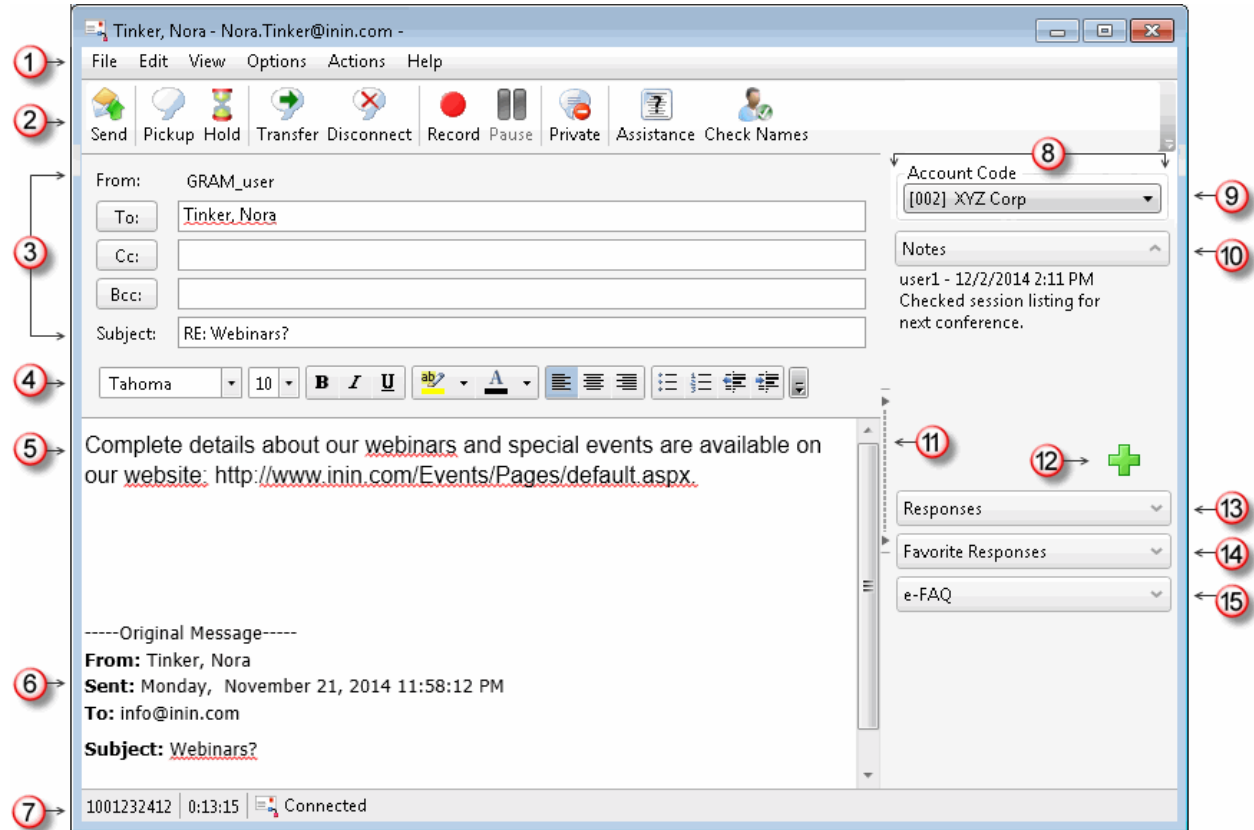 Tinker, Nora - Nora.Tinker@inin.com -
1
File Edit View Options Actions Help
2
Send Pickup Hold Transfer Disconnect Record Pause Private Assistance Check Names
3
From: GRAM_user
To: Tinker, Nora
Cc:
Bcc:
Subject: RE: Webinars?
4
Tahoma 10 B I U ab A
5
Complete details about our webinars and special events are available on
our website: http://www.inin.com/Events/Pages/default.aspx.
6
-----Original Message-----
From: Tinker, Nora
Sent: Monday, November 21, 2014 11:58:12 PM
To: info@inin.com
Subject: Webinars?
7
1001232412 0:13:15 Connected
8
Account Code
[002] XYZ Corp
9
Notes
10
user1 - 12/2/2014 2:11 PM
Checked session listing for
next conference.
11
12
Responses
13
Favorite Responses
14
e-FAQ
15